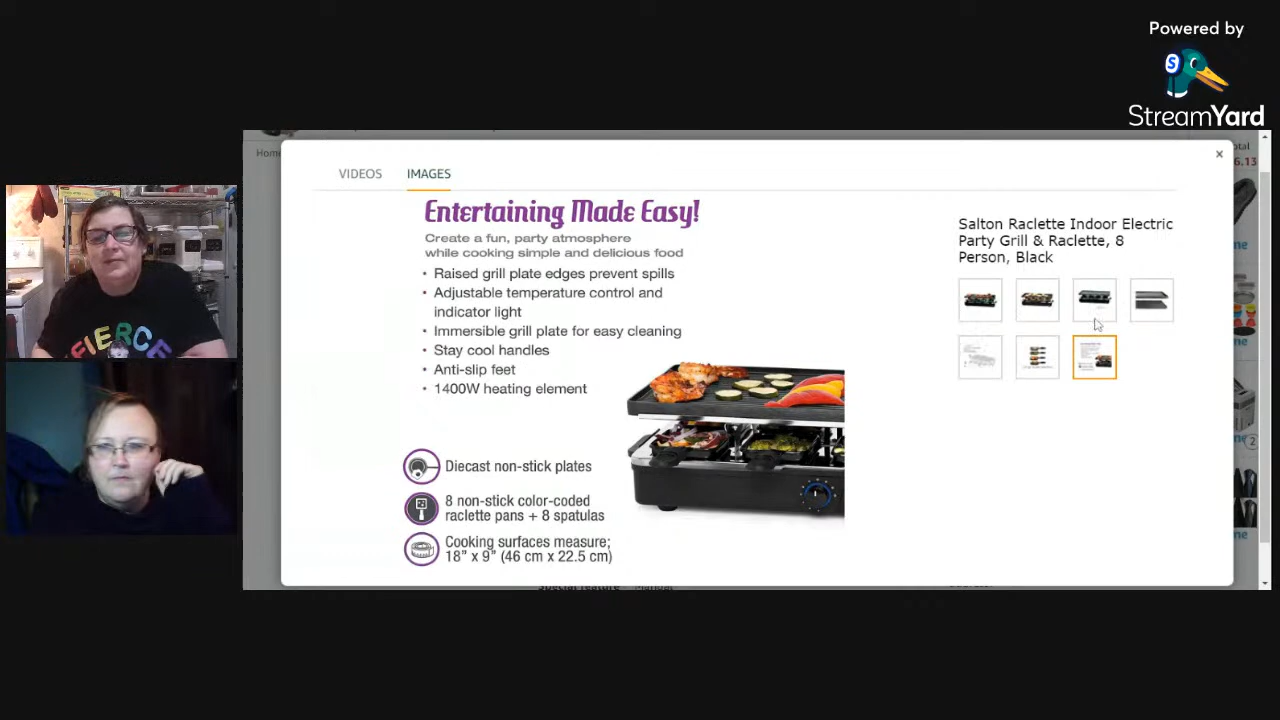 Powered by
StreamYard
Home
VIDEOS
IMAGES
Entertaining Made Easy!
Create a fun, party atmosphere
while cooking simple and delicious food
• Raised grill plate edges prevent spills
• Adjustable temperature control and
indicator light
• Immersible grill plate for easy cleaning
• Stay cool handles
• Anti-slip feet
• 1400W heating element
Diecast non-stick plates
8 non-stick color-coded
raclette pans + 8 spatulas
Cooking surfaces measure;
18” x 9” (46 cm x 22.5 cm)
Salton Raclette Indoor Electric
Party Grill & Raclette, 8
Person, Black
FIERCE
2